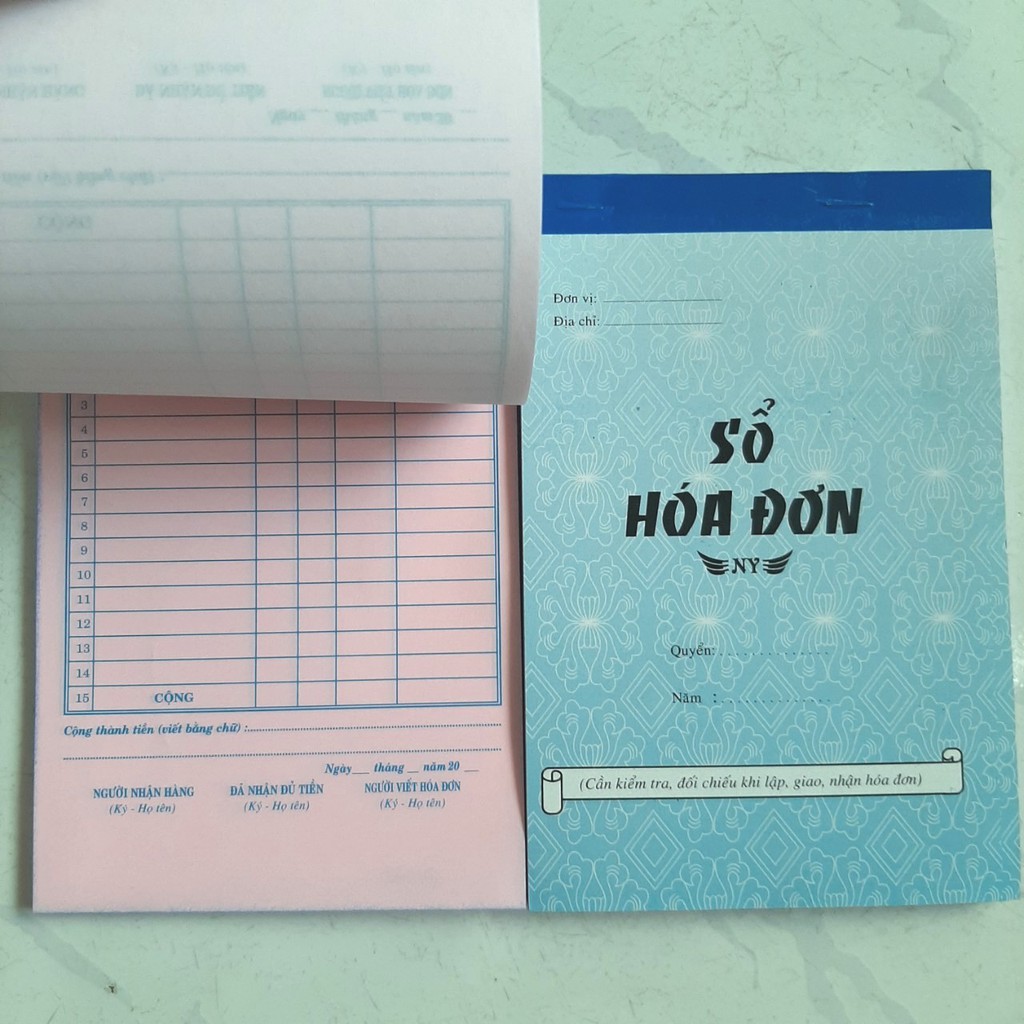 3
4
5
6
7
8
9
10
11
12
13
14
15 CỘNG
Cộng thành tiền (viết bằng chữ) :
Ngày___ tháng __ năm 20 __
NGƯỜI NHẬN HÀNG ĐÃ NHẬN ĐỦ TIỀN NGƯỜI VIẾT HÓA ĐƠN
(Ký - Họ tên) (Ký - Họ tên) (Ký - Họ tên)
Đơn vị:
Địa chỉ:
SỔ
HÓA ĐƠN
NY
Quyển:
Năm :
(Cần kiểm tra, đối chiếu khi lập, giao, nhận hóa đơn)